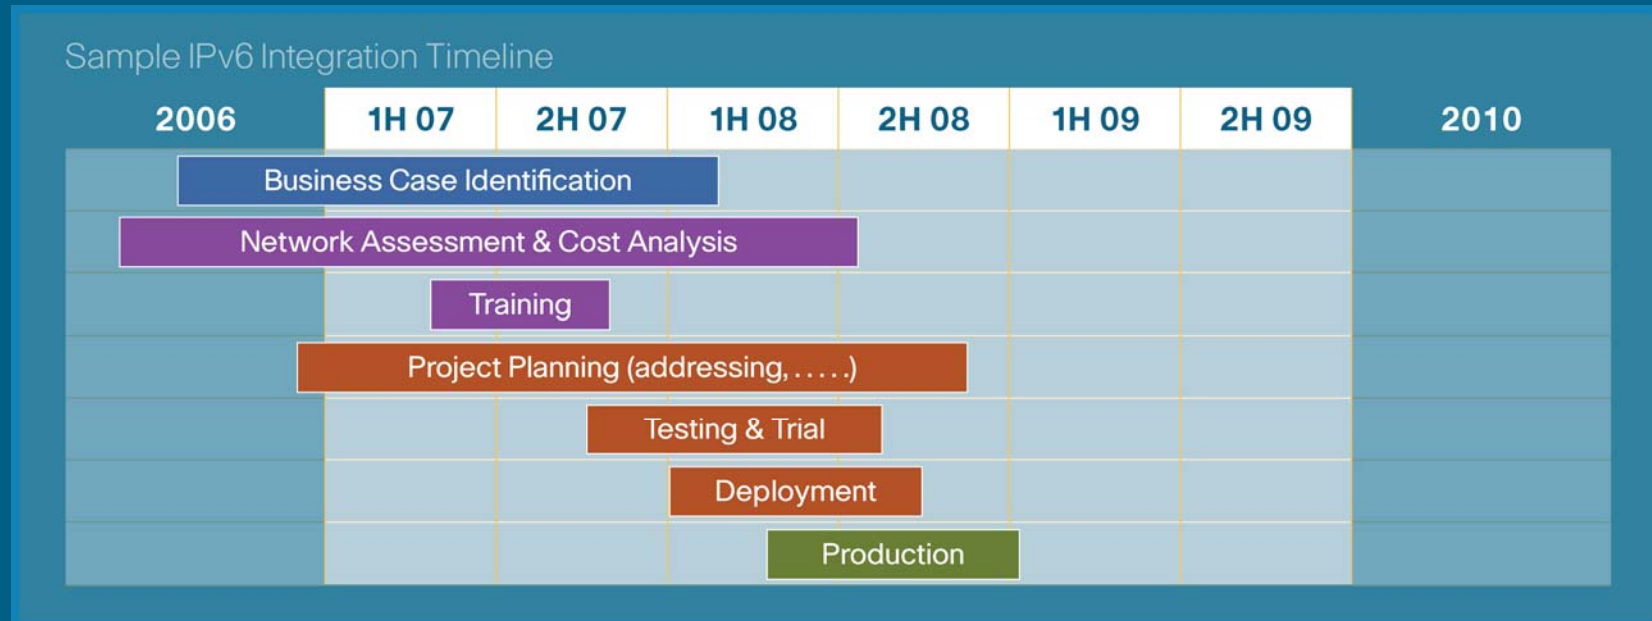 Sample IPv6 Integration Timeline
2006 1H 07 2H 07 1H 08 2H 08 1H 09 2H 09 2010
Business Case Identification
Network Assessment & Cost Analysis
Training
Project Planning (addressing, . . . . .)
Testing & Trial
Deployment
Production